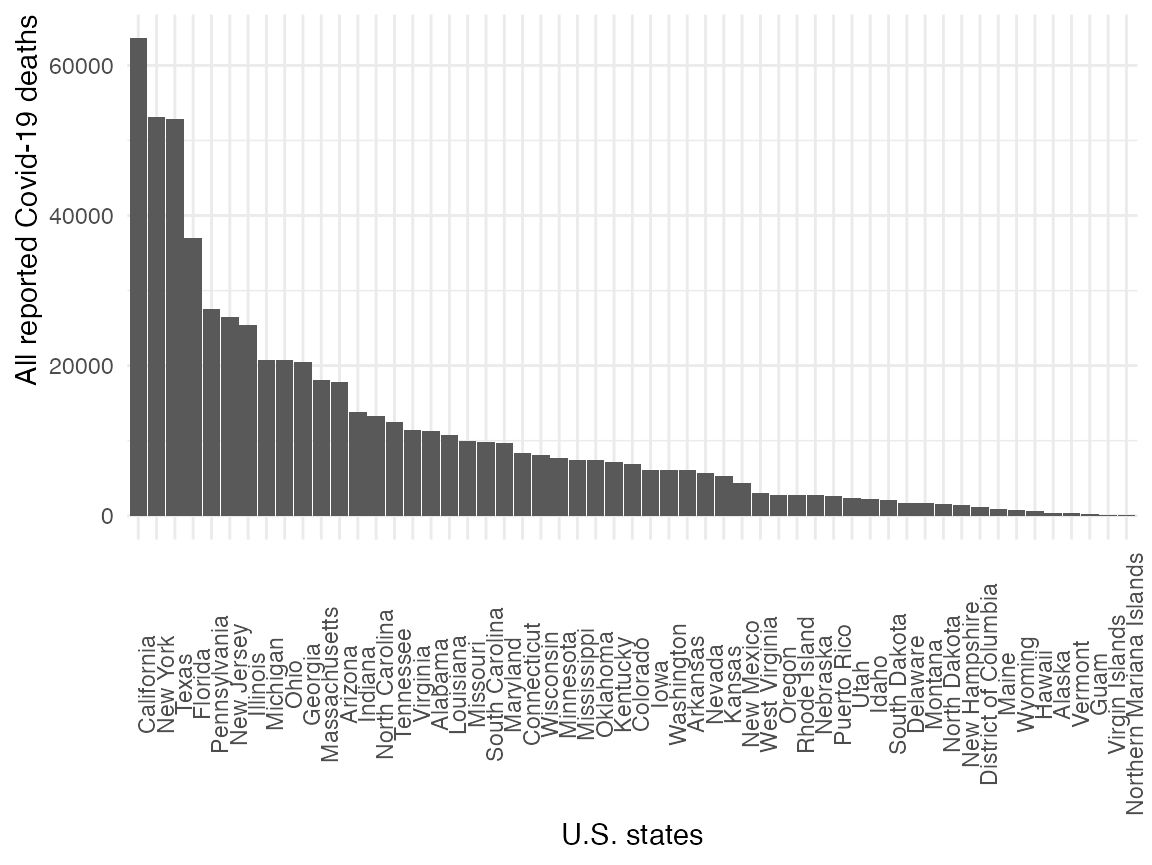 All reported Covid-19 deaths
60000
40000
20000
0
California
New York
Texas
Florida
Pennsylvania
New Jersey
Illinois
Michigan
Ohio
Georgia
Massachusetts
Arizona
Indiana
North Carolina
Tennessee
Virginia
Alabama
Louisiana
Missouri
South Carolina
Maryland
Connecticut
Wisconsin
Minnesota
Mississippi
Oklahoma
Kentucky
Colorado
Iowa
Washington
Arkansas
Nevada
Kansas
New Mexico
West Virginia
Oregon
Rhode Island
Nebraska
Puerto Rico
Utah
Idaho
South Dakota
Delaware
Montana
North Dakota
New Hampshire
District of Columbia
Maine
Wyoming
Hawaii
Alaska
Vermont
Guam
Virgin Islands
Northern Mariana Islands
U.S. states